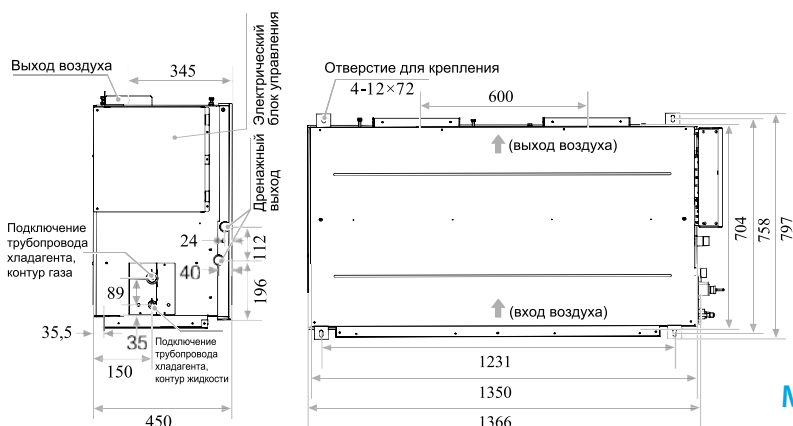 Выход воздуха
345
Электрический
блок управления
Дренажный
выход
24
112
40
196
Подключение
трубопровода
хладагента,
контур газа
89
35,5
35
150
Подключение
трубопровода
хладагента,
контур жидкости
450
Отверстие для крепления
4-12×72
600
(выход воздуха)
(вход воздуха)
704
758
797
1231
1350
1366